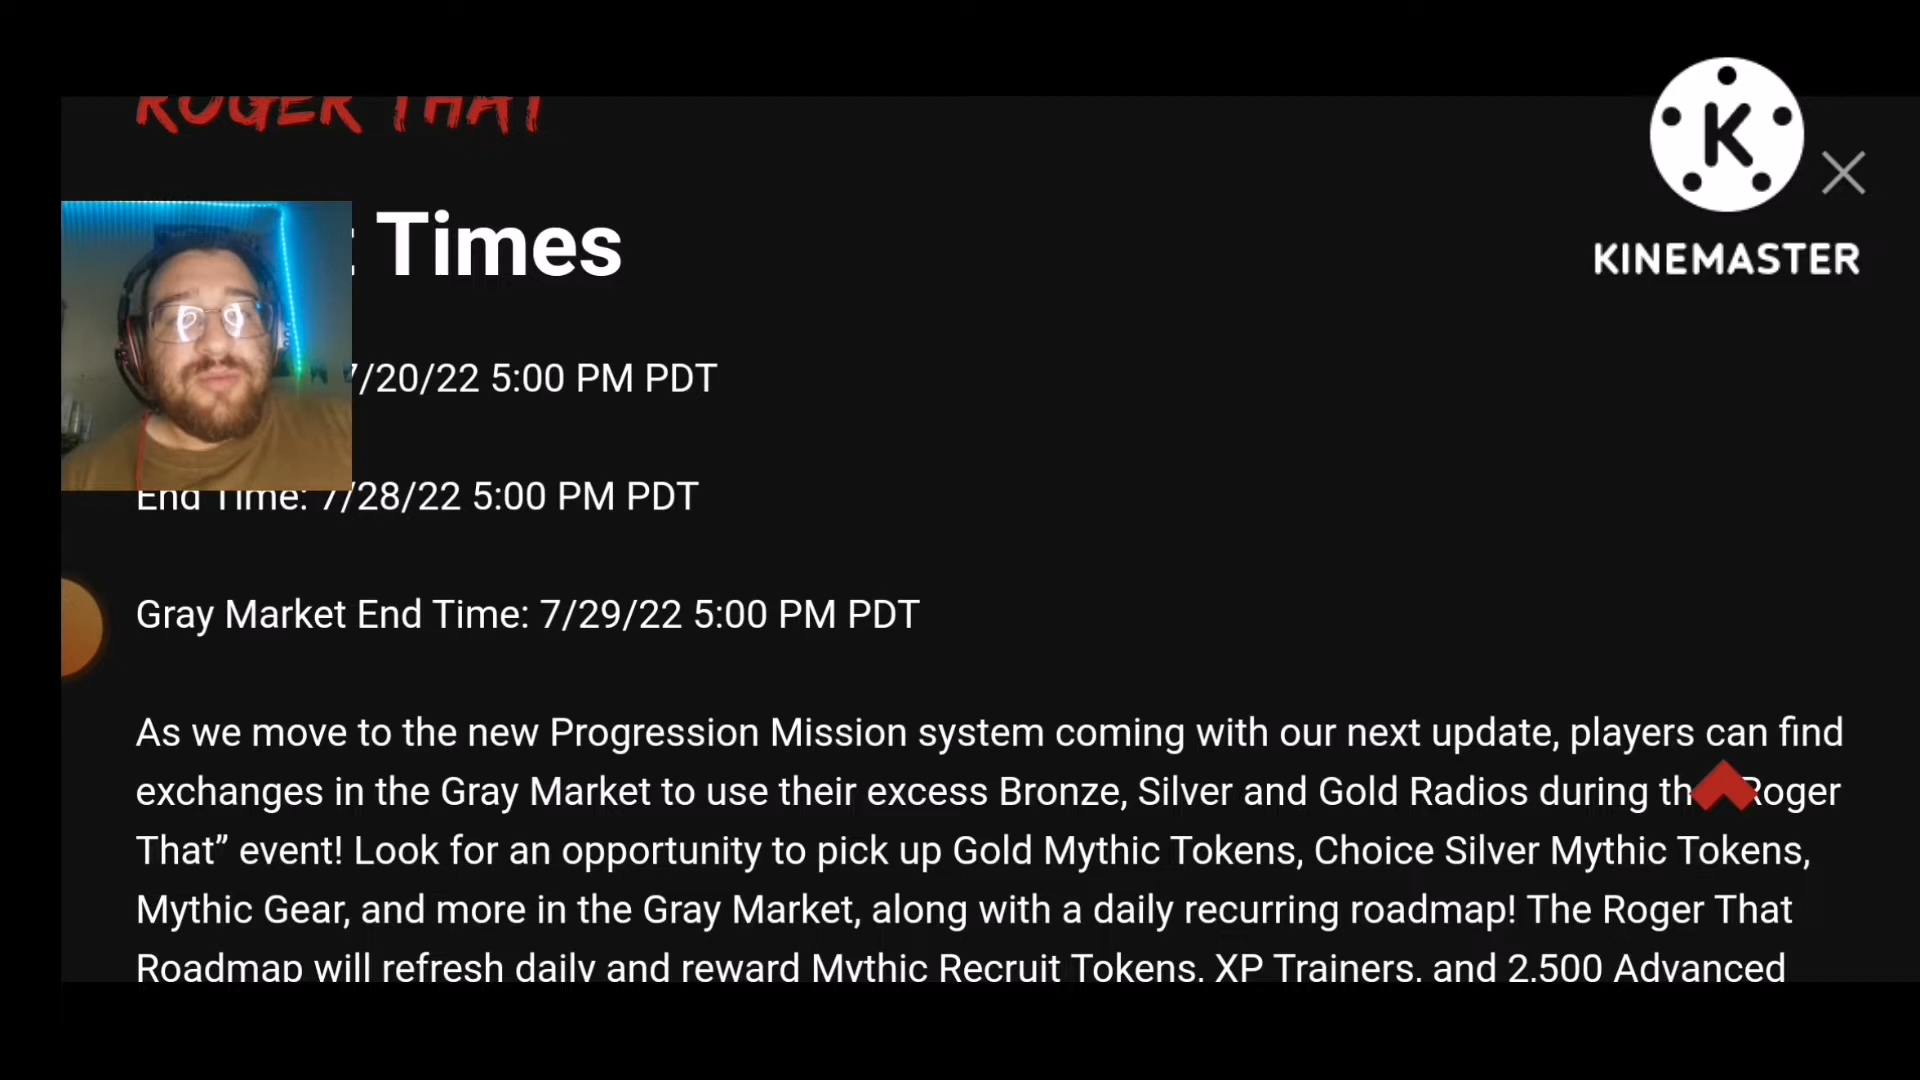 ROGER THAT
K
KINEMASTER
Times
7/20/22 5:00 PM PDT
End Time: 7/28/22 5:00 PM PDT
Gray Market End Time: 7/29/22 5:00 PM PDT
As we move to the new Progression Mission system coming with our next update, players can find
exchanges in the Gray Market to use their excess Bronze, Silver and Gold Radios during th Roger
That” event! Look for an opportunity to pick up Gold Mythic Tokens, Choice Silver Mythic Tokens,
Mythic Gear, and more in the Gray Market, along with a daily recurring roadmap! The Roger That
Roadmap will refresh daily and reward Mythic Recruit Tokens, XP Trainers, and 2,500 Advanced